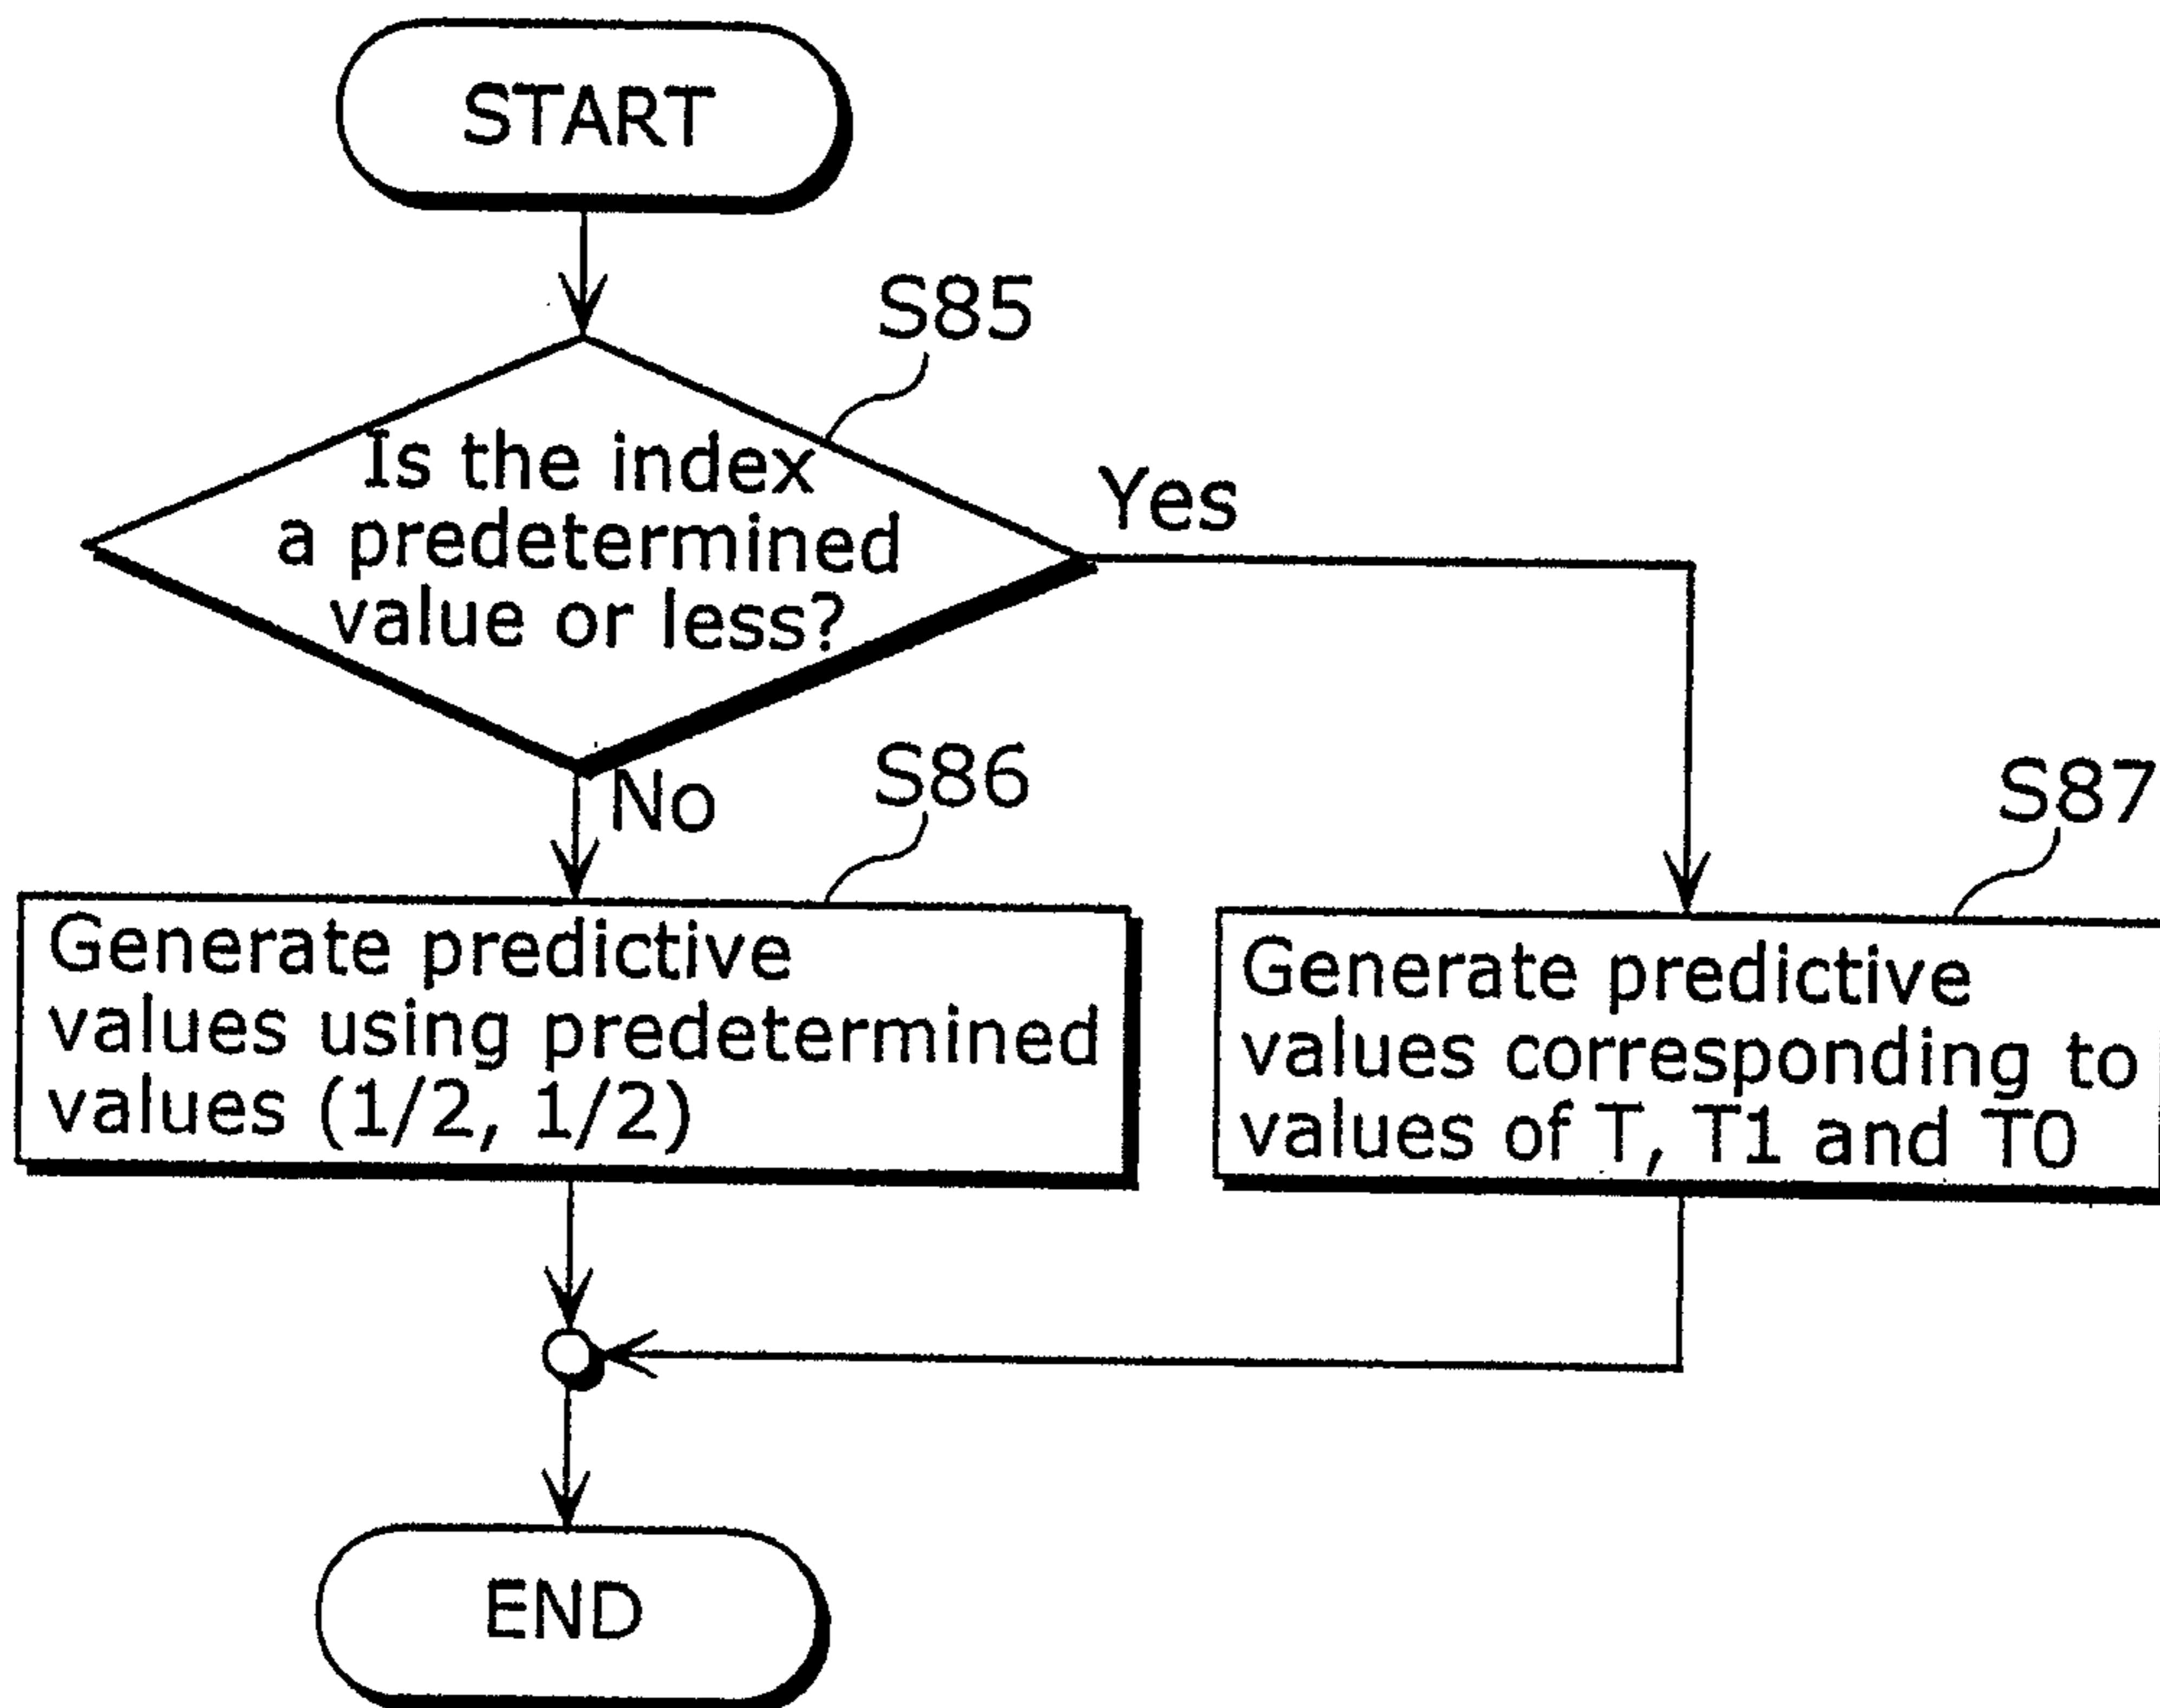 START
S85
Is the index
a predetermined
value or less?
Yes
No
S86
S87
Generate predictive
values using predetermined
values (1/2, 1/2)
Generate predictive
values corresponding to
values of T, T1 and T0
END